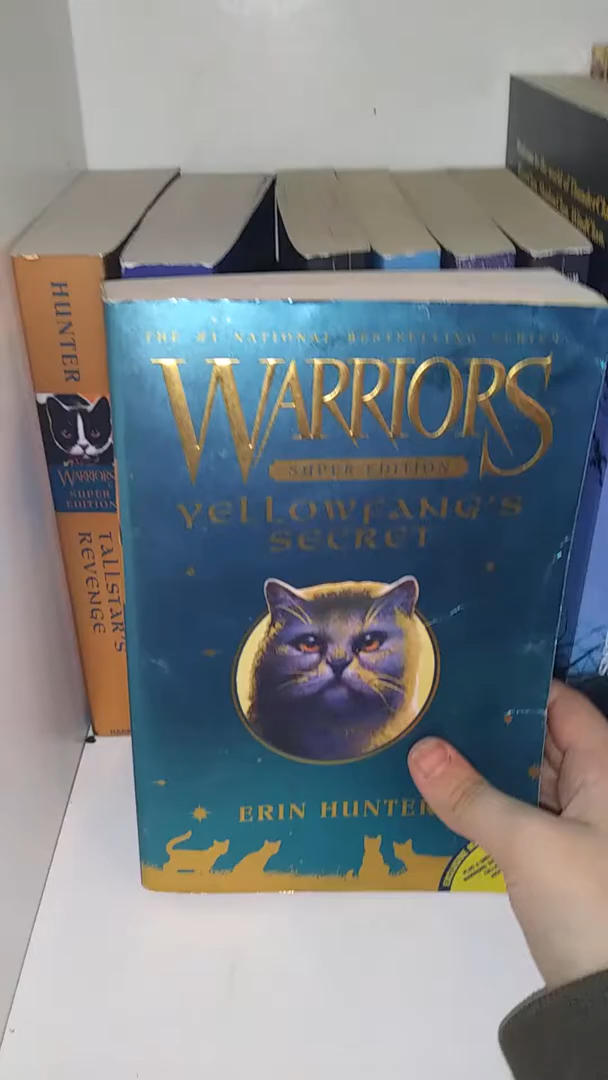 THE #1 NATIONAL BESTSELLING SERIES
WARRIORS
SUPER EDITION
YELLOWFANG'S
SECRET
ERIN HUNTER
HUNTER
WARRIORS
SUPER
EDITION
TALLSTAR'S
REVENGE